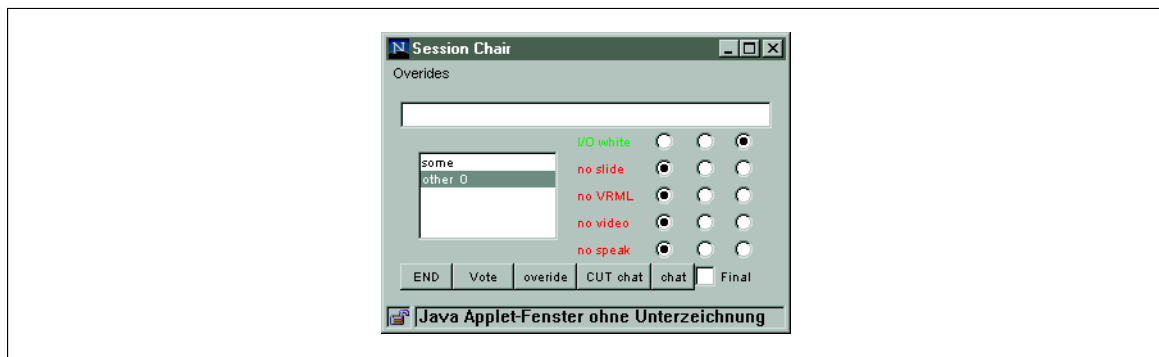 Session Chair
Overides
I/O white
some
other 0
no slide
no VRML
no video
no speak
END Vote overide CUT chat chat Final
Java Applet-Fenster ohne Unterzeichnung